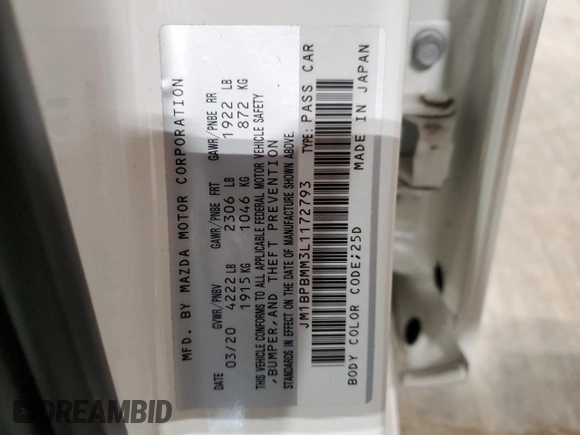 MFD. BY MAZDA MOTOR CORPORATION
GVWR/PNBV GAWR/PNBE FRT GAWR/PNBE RR
03/20 4222 LB 2306 LB 1922 LB
1915 KG 1046 KG 872 KG
THIS VEHICLE CONFORMS TO ALL APPLICABLE FEDERAL MOTOR VEHICLE SAFETY
,BUMPER, AND THEFT PREVENTION
STANDARDS IN EFFECT ON THE DATE OF MANUFACTURE SHOWN ABOVE.
JM1BPBMM3L1172793 TYPE: PASS CAR
BODY COLOR CODE;25D MADE IN JAPAN
DREAMBID